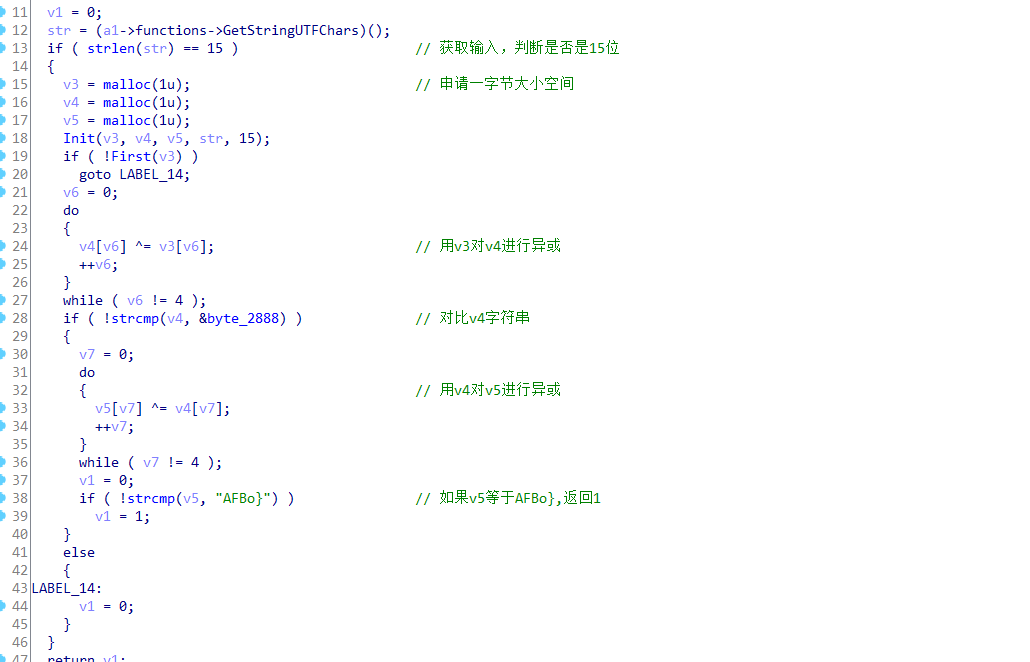 11 v1 = 0;
12 str = (a1->functions->GetStringUTFChars)();
13 if ( strlen(str) == 15 ) // 获取输入，判断是否是15位
14 {
15 v3 = malloc(1u); // 申请一字节大小空间
16 v4 = malloc(1u);
17 v5 = malloc(1u);
18 Init(v3, v4, v5, str, 15);
19 if ( !First(v3) )
20 goto LABEL_14;
21 v6 = 0;
22 do
23 {
24 v4[v6] ^= v3[v6]; // 用v3对v4进行异或
25 ++v6;
26 }
27 while ( v6 != 4 );
28 if ( !strcmp(v4, &byte_2888) ) // 对比v4字符串
29 {
30 v7 = 0;
31 do
32 { // 用v4对v5进行异或
33 v5[v7] ^= v4[v7];
34 ++v7;
35 }
36 while ( v7 != 4 );
37 v1 = 0;
38 if ( !strcmp(v5, "AFBo}") ) // 如果v5等于AFBo},返回1
39 v1 = 1;
40 }
41 else
42 {
43 LABEL_14:
44 v1 = 0;
45 }
46 }
47 return v1;